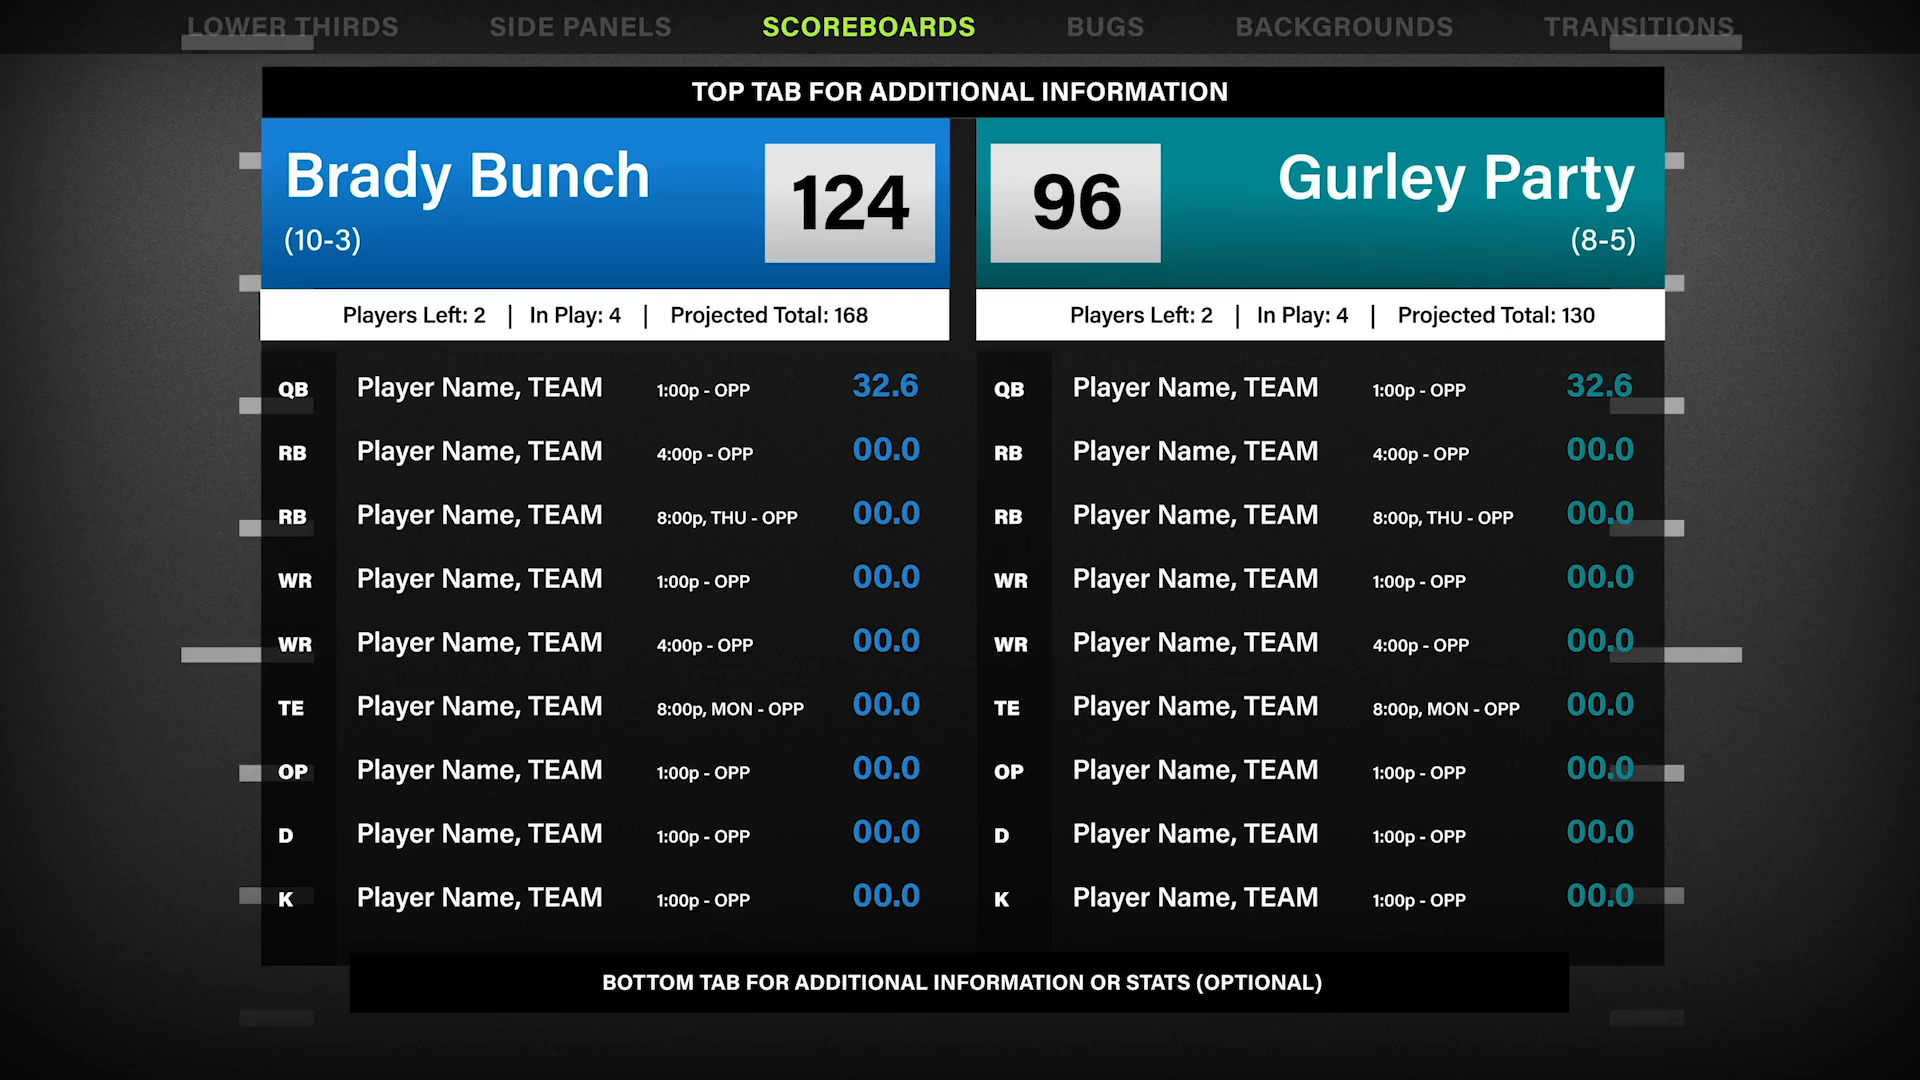 LOWER THIRDS SIDE PANELS SCOREBOARDS BUGS BACKGROUNDS TRANSITIONS
TOP TAB FOR ADDITIONAL INFORMATION
Brady Bunch 124 96 Gurley Party
(10-3) (8-5)
Players Left: 2 | In Play: 4 | Projected Total: 168 Players Left: 2 | In Play: 4 | Projected Total: 130
QB Player Name, TEAM 1:00p - OPP 32.6 QB Player Name, TEAM 1:00p - OPP 32.6
RB Player Name, TEAM 4:00p - OPP 00.0 RB Player Name, TEAM 4:00p - OPP 00.0
RB Player Name, TEAM 8:00p, THU - OPP 00.0 RB Player Name, TEAM 8:00p, THU - OPP 00.0
WR Player Name, TEAM 1:00p - OPP 00.0 WR Player Name, TEAM 1:00p - OPP 00.0
WR Player Name, TEAM 4:00p - OPP 00.0 WR Player Name, TEAM 4:00p - OPP 00.0
TE Player Name, TEAM 8:00p, MON - OPP 00.0 TE Player Name, TEAM 8:00p, MON - OPP 00.0
OP Player Name, TEAM 1:00p - OPP 00.0 OP Player Name, TEAM 1:00p - OPP 00.0
D Player Name, TEAM 1:00p - OPP 00.0 D Player Name, TEAM 1:00p - OPP 00.0
K Player Name, TEAM 1:00p - OPP 00.0 K Player Name, TEAM 1:00p - OPP 00.0
BOTTOM TAB FOR ADDITIONAL INFORMATION OR STATS (OPTIONAL)